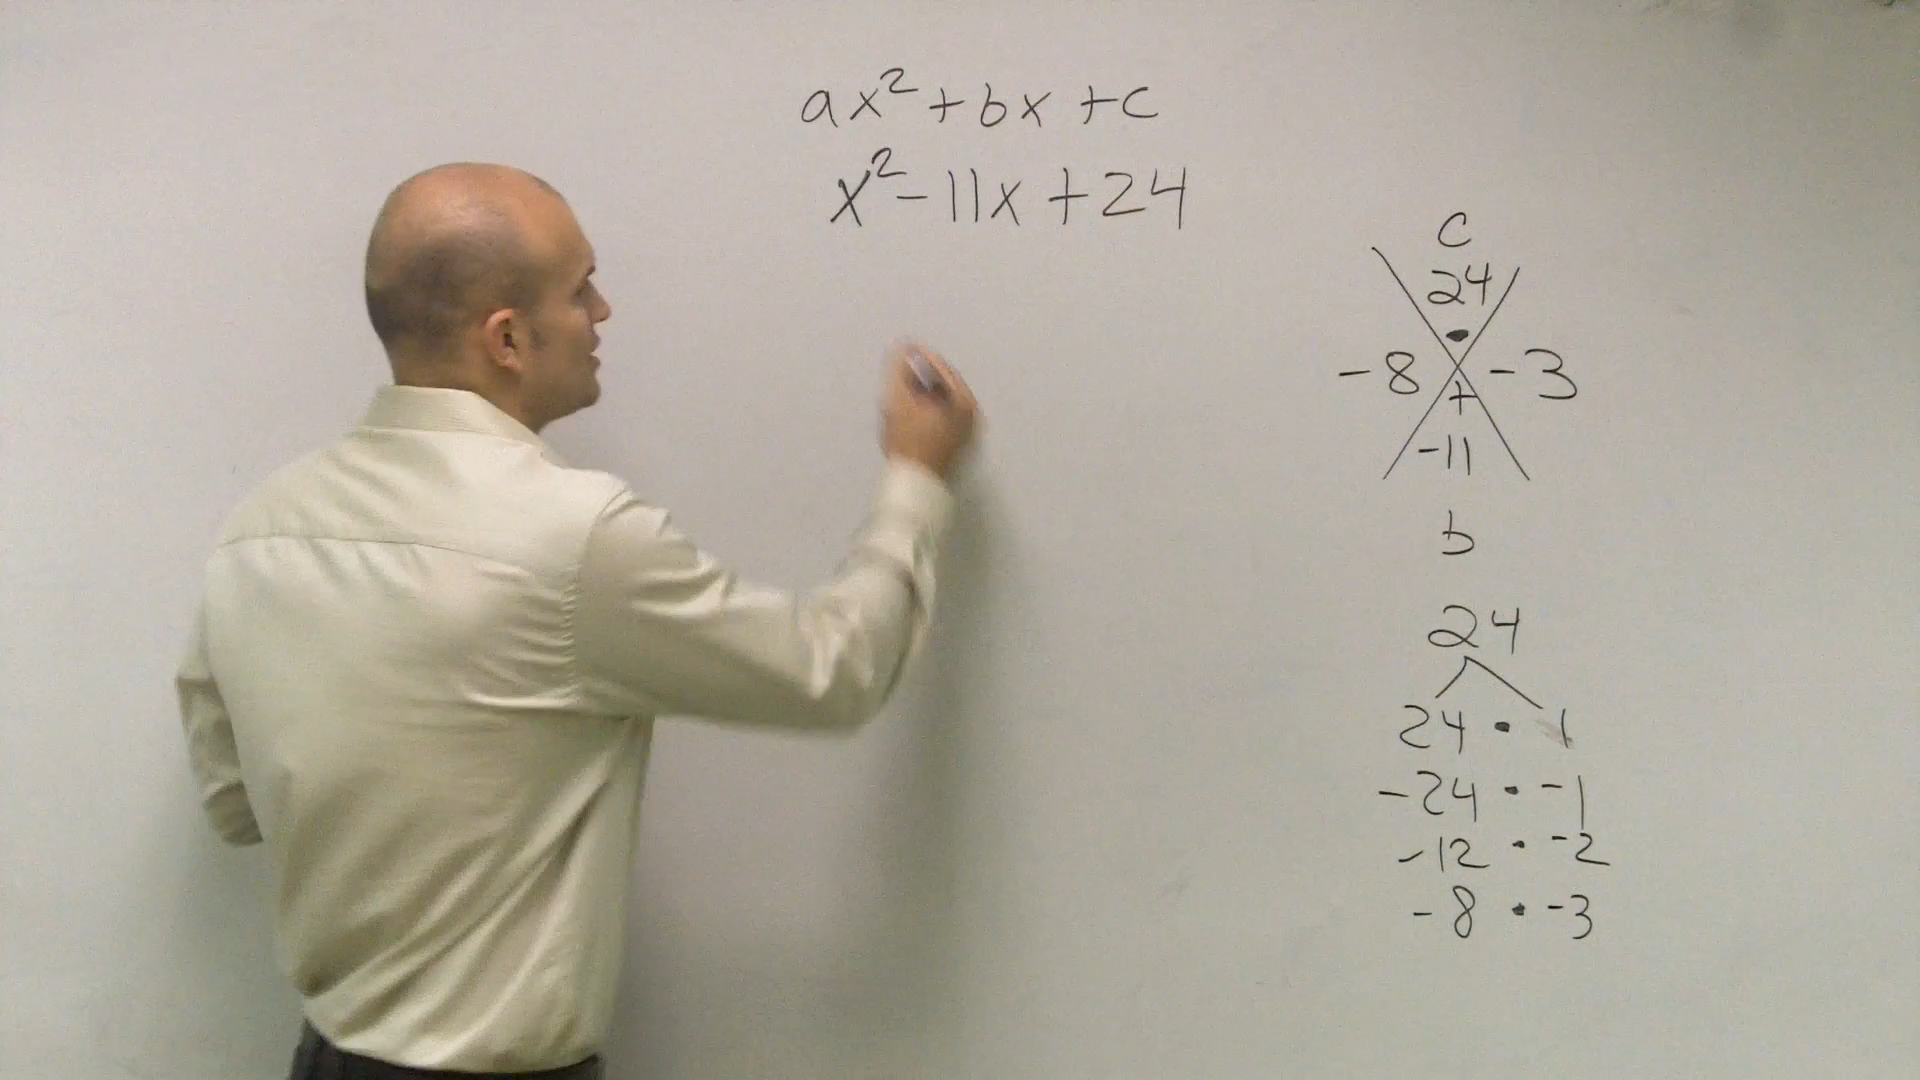 ax² + bx + c
x² - 11x + 24
c
24
•
-8 -3
+
-11
b
24
24 • 1
-24 • -1
-12 • -2
-8 • -3